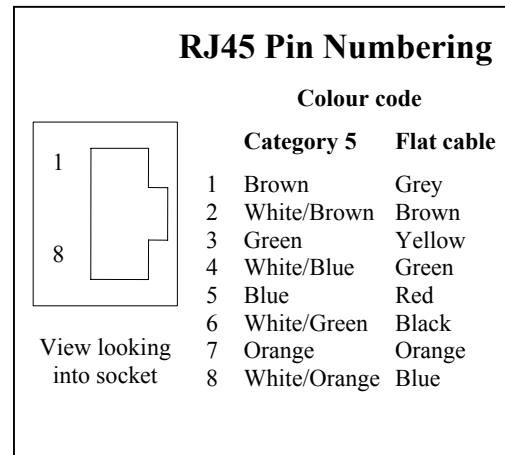 RJ45 Pin Numbering
Colour code
Category 5 Flat cable
1 Brown Grey
2 White/Brown Brown
3 Green Yellow
4 White/Blue Green
5 Blue Red
6 White/Green Black
7 Orange Orange
8 White/Orange Blue
1
8
View looking
into socket